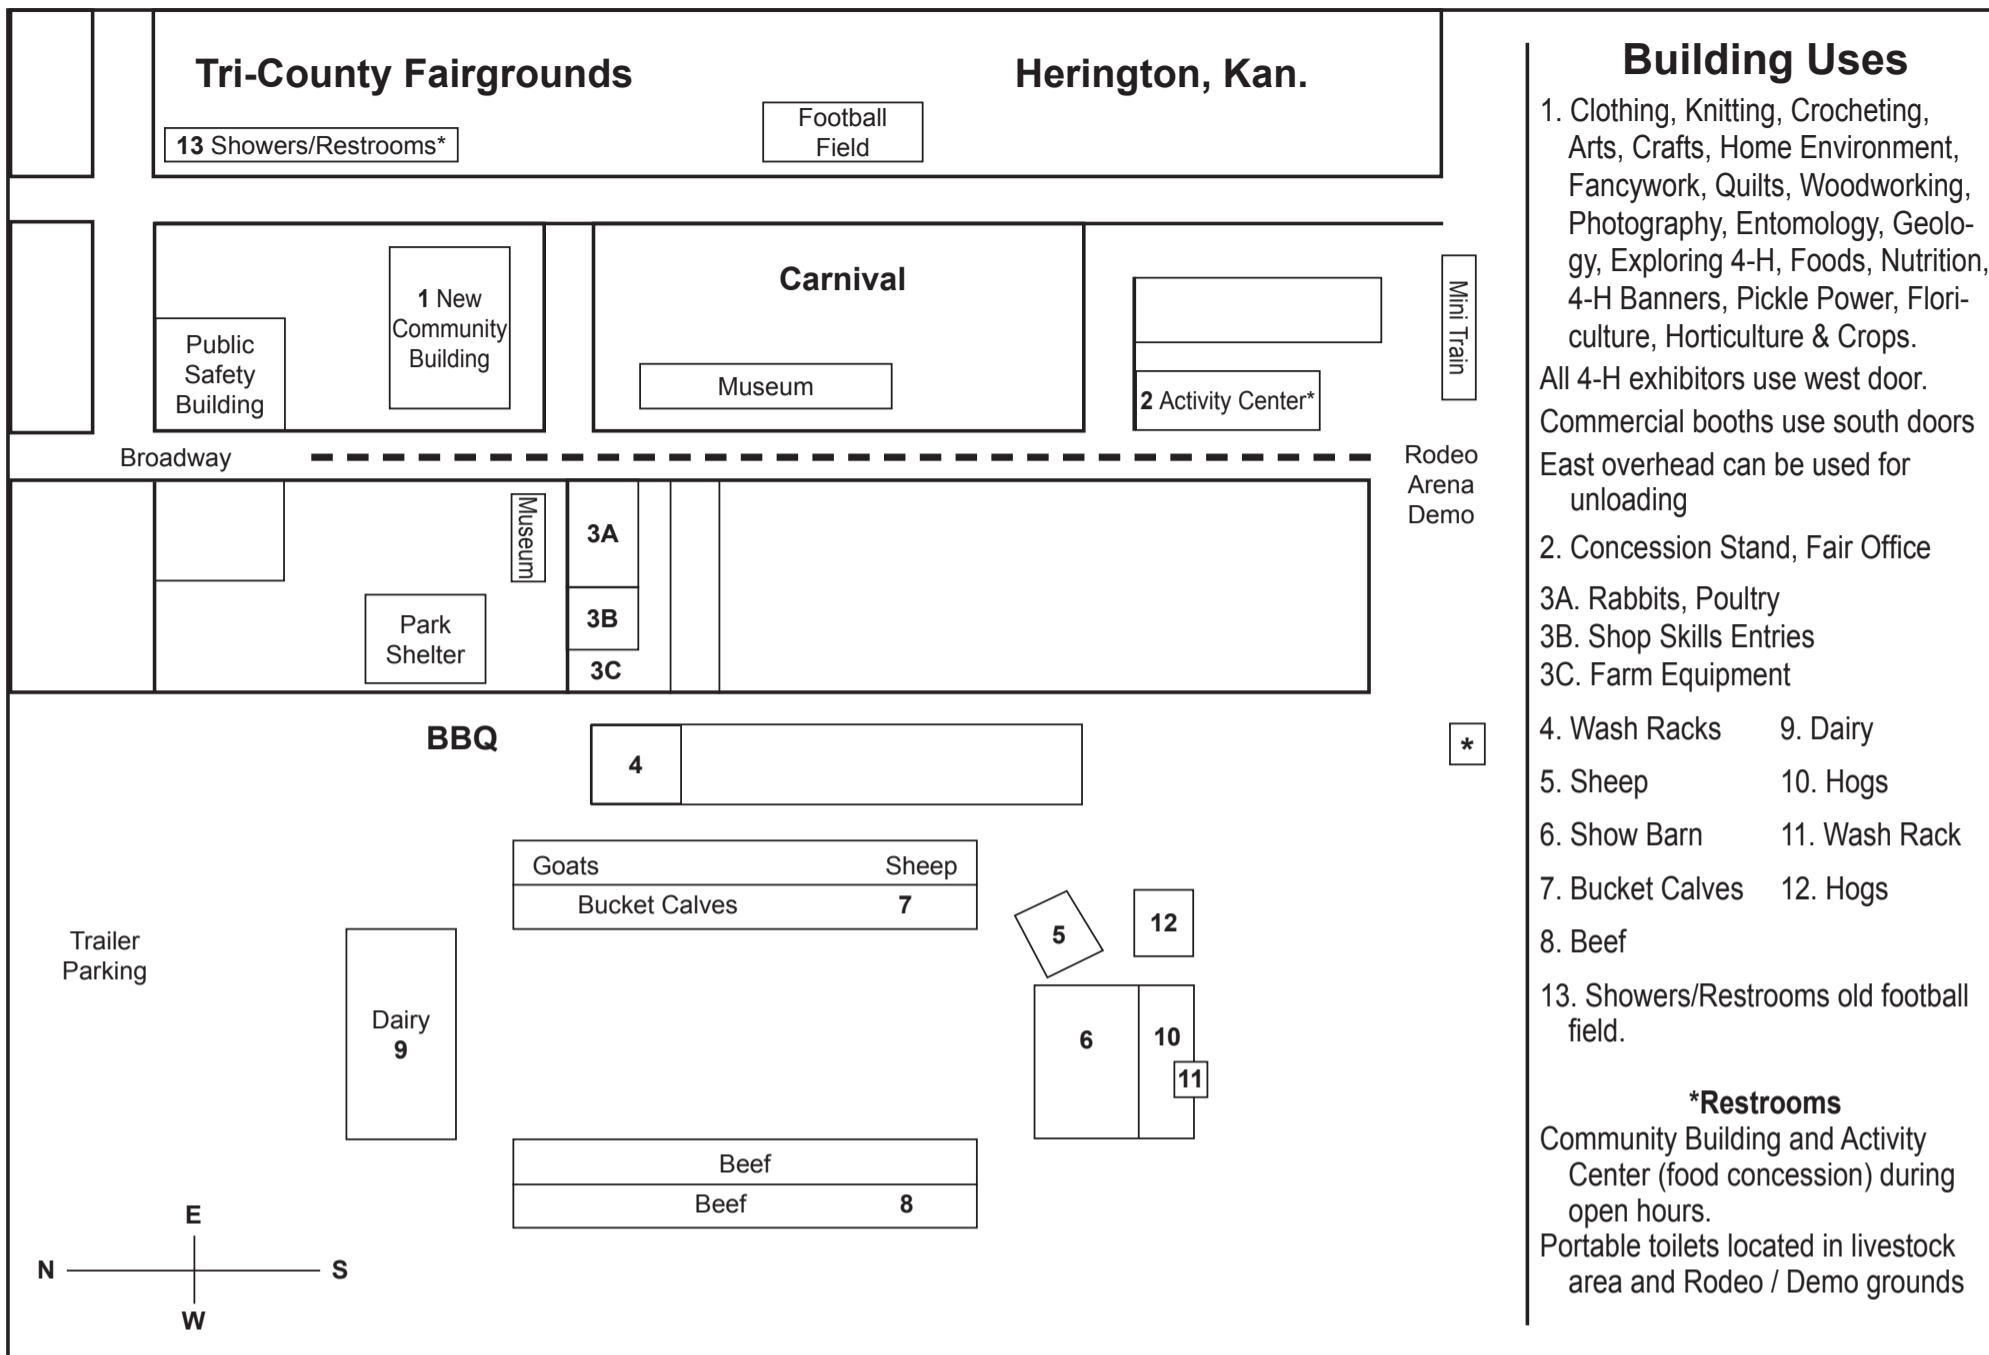 Tri-County Fairgrounds
Herington, Kan.
13 Showers/Restrooms*
Football
Field
1 New
Community
Building
Public
Safety
Building
Carnival
Museum
2 Activity Center*
Mini Train
Broadway
Rodeo
Arena
Demo
Museum
3A
3B
3C
Park
Shelter
BBQ
4
*
Goats
Sheep
Bucket Calves
7
5
12
Trailer
Parking
Dairy
9
6
10
11
Beef
Beef
8
E
N
S
W
Building Uses
1. Clothing, Knitting, Crocheting,
Arts, Crafts, Home Environment,
Fancywork, Quilts, Woodworking,
Photography, Entomology, Geolo-
gy, Exploring 4-H, Foods, Nutrition,
4-H Banners, Pickle Power, Flori-
culture, Horticulture & Crops.
All 4-H exhibitors use west door.
Commercial booths use south doors
East overhead can be used for
unloading
2. Concession Stand, Fair Office
3A. Rabbits, Poultry
3B. Shop Skills Entries
3C. Farm Equipment
4. Wash Racks 9. Dairy
5. Sheep 10. Hogs
6. Show Barn 11. Wash Rack
7. Bucket Calves 12. Hogs
8. Beef
13. Showers/Restrooms old football
field.
*Restrooms
Community Building and Activity
Center (food concession) during
open hours.
Portable toilets located in livestock
area and Rodeo / Demo grounds